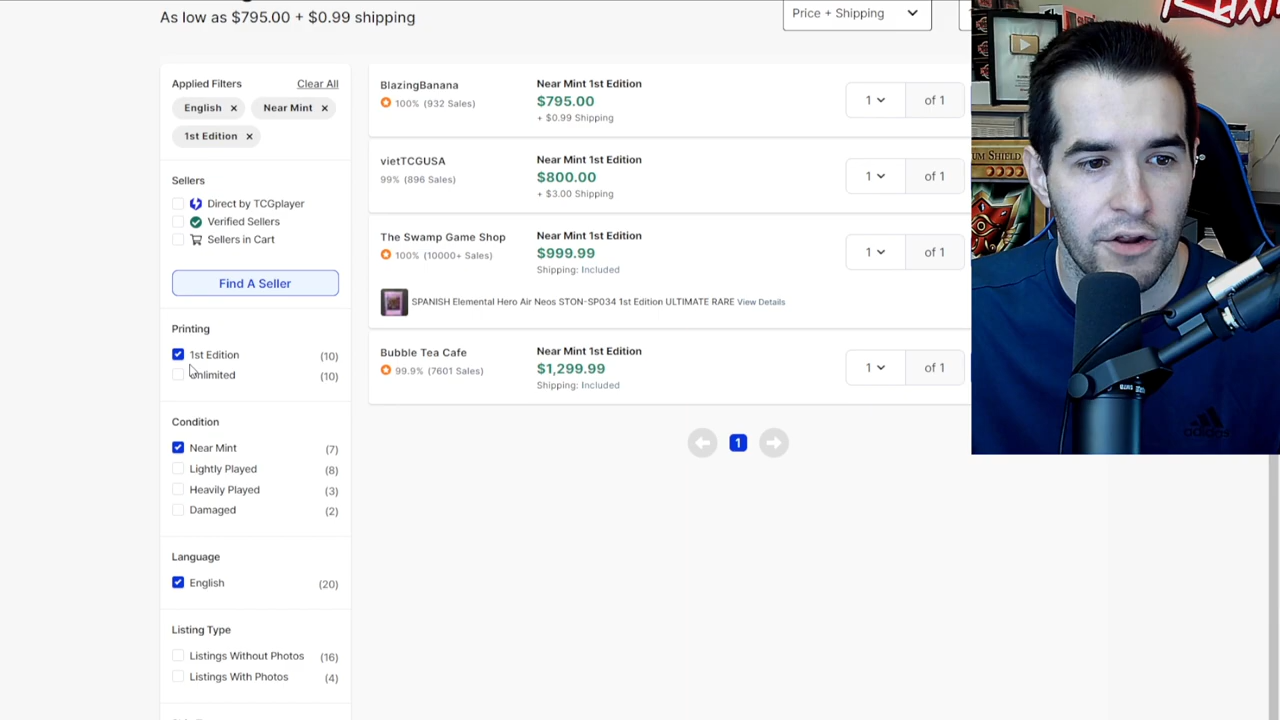 As low as $795.00 + $0.99 shipping
Price + Shipping
Applied Filters Clear All
English × Near Mint ×
1st Edition ×
Sellers
Direct by TCGplayer
Verified Sellers
Sellers in Cart
Find A Seller
Printing
1st Edition (10)
Unlimited (10)
Condition
Near Mint (7)
Lightly Played (8)
Heavily Played (3)
Damaged (2)
Language
English (20)
Listing Type
Listings Without Photos (16)
Listings With Photos (4)
BlazingBanana
100% (932 Sales)
Near Mint 1st Edition
$795.00
+ $0.99 Shipping
1 of 1
vietTCGUSA
99% (896 Sales)
Near Mint 1st Edition
$800.00
+ $3.00 Shipping
1 of 1
The Swamp Game Shop
100% (10000+ Sales)
Near Mint 1st Edition
$999.99
Shipping: Included
1 of 1
SPANISH Elemental Hero Air Neos STON-SP034 1st Edition ULTIMATE RARE View Details
Bubble Tea Cafe
99.9% (7601 Sales)
Near Mint 1st Edition
$1,299.99
Shipping: Included
1 of 1
1
UM SHIELD
adidas